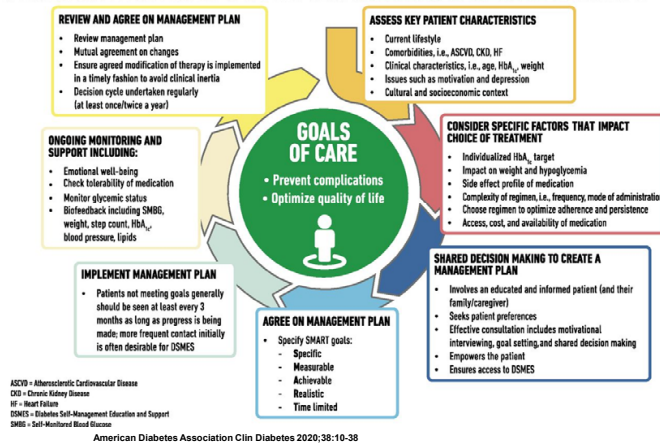 REVIEW AND AGREE ON MANAGEMENT PLAN
• Review management plan
• Mutual agreement on changes
• Ensure agreed modification of therapy is implemented
in a timely fashion to avoid clinical inertia
• Decision cycle undertaken regularly
(at least once/twice a year)
ASSESS KEY PATIENT CHARACTERISTICS
• Current lifestyle
• Comorbidities, i.e., ASCVD, CKD, HF
• Clinical characteristics, i.e., age, HbA1c, weight
• Issues such as motivation and depression
• Cultural and socioeconomic context
ONGOING MONITORING AND
SUPPORT INCLUDING:
• Emotional well-being
• Check tolerability of medication
• Monitor glycemic status
• Biofeedback including SMBG,
weight, step count, HbA1c,
blood pressure, lipids
GOALS
OF CARE
• Prevent complications
• Optimize quality of life
CONSIDER SPECIFIC FACTORS THAT IMPACT
CHOICE OF TREATMENT
• Individualized HbA1c target
• Impact on weight and hypoglycemia
• Side effect profile of medication
• Complexity of regimen, i.e., frequency, mode of administration
• Choose regimen to optimize adherence and persistence
• Access, cost, and availability of medication
IMPLEMENT MANAGEMENT PLAN
• Patients not meeting goals generally
should be seen at least every 3
months as long as progress is being
made; more frequent contact initially
is often desirable for DSMES
AGREE ON MANAGEMENT PLAN
• Specify SMART goals:
- Specific
- Measurable
- Achievable
- Realistic
- Time limited
SHARED DECISION MAKING TO CREATE A
MANAGEMENT PLAN
• Involves an educated and informed patient (and their
family/caregiver)
• Seeks patient preferences
• Effective consultation includes motivational
interviewing, goal setting, and shared decision making
• Empowers the patient
• Ensures access to DSMES
ASCVD = Atherosclerotic Cardiovascular Disease
CKD = Chronic Kidney Disease
HF = Heart Failure
DSMES = Diabetes Self-Management Education and Support
SMBG = Self-Monitored Blood Glucose
American Diabetes Association Clin Diabetes 2020;38:10-38